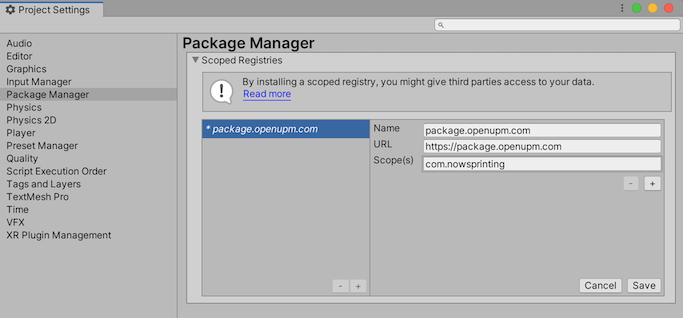 Project Settings
Audio
Editor
Graphics
Input Manager
Package Manager
Physics
Physics 2D
Player
Preset Manager
Quality
Script Execution Order
Tags and Layers
TextMesh Pro
Time
VFX
XR Plugin Management
Package Manager
Scoped Registries
By installing a scoped registry, you might give third parties access to your data.
Read more
* package.openupm.com
Name package.openupm.com
URL https://package.openupm.com
Scope(s) com.nowsprinting
- +
- +
Cancel Save